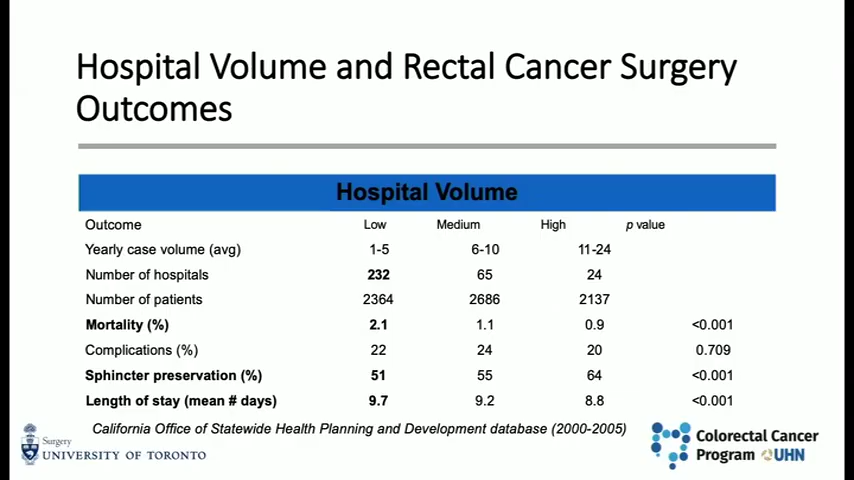 Hospital Volume and Rectal Cancer Surgery
Outcomes
Hospital Volume
Outcome Low Medium High p value
Yearly case volume (avg) 1-5 6-10 11-24
Number of hospitals 232 65 24
Number of patients 2364 2686 2137
Mortality (%) 2.1 1.1 0.9 <0.001
Complications (%) 22 24 20 0.709
Sphincter preservation (%) 51 55 64 <0.001
Length of stay (mean # days) 9.7 9.2 8.8 <0.001
California Office of Statewide Health Planning and Development database (2000-2005)
Surgery
UNIVERSITY OF TORONTO
Colorectal Cancer
Program UHN